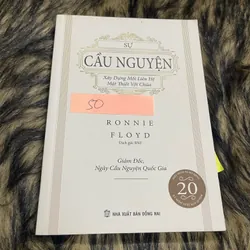 SỰ
CẦU NGUYỆN
Xây Dựng Mối Liên Hệ
Mật Thiết Với Chúa
50
RONNIE
FLOYD
Giám Đốc,
Ngày Cầu Nguyện Quốc Gia
20
NHÀ XUẤT BẢN ĐỒNG NAI